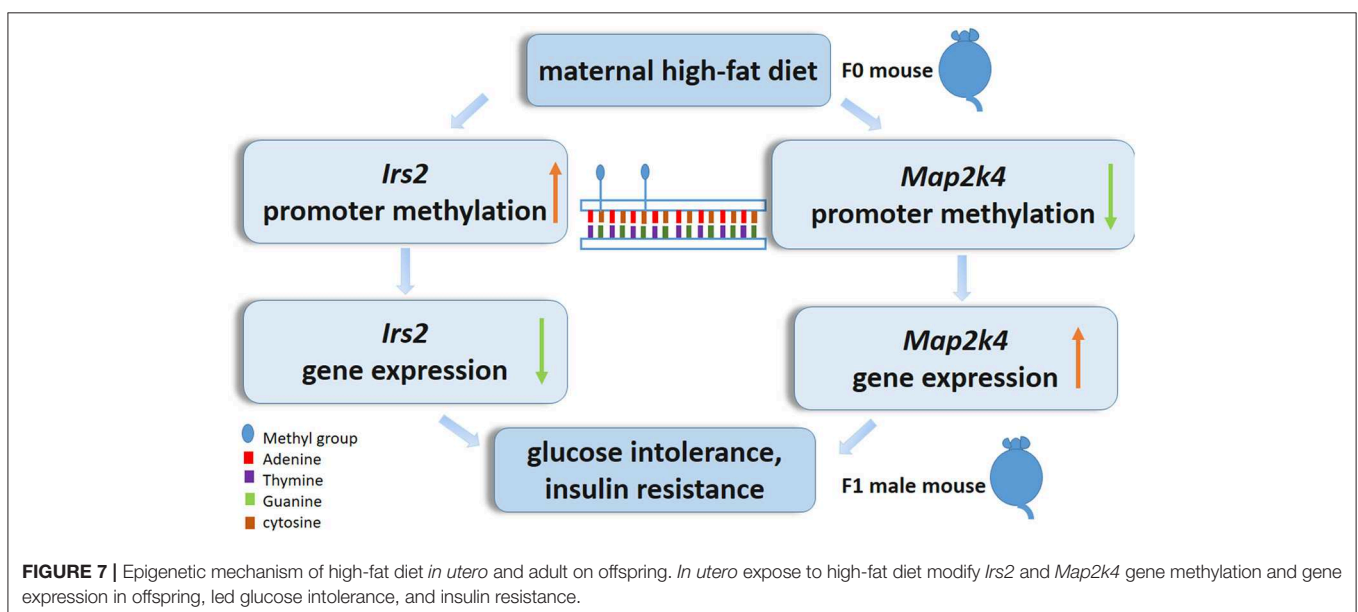 maternal high-fat diet
F0 mouse
Irs2
promoter methylation
Map2k4
promoter methylation
Irs2
gene expression
Map2k4
gene expression
Methyl group
Adenine
Thymine
Guanine
cytosine
glucose intolerance,
insulin resistance
F1 male mouse
FIGURE 7 | Epigenetic mechanism of high-fat diet in utero and adult on offspring. In utero expose to high-fat diet modify Irs2 and Map2k4 gene methylation and gene
expression in offspring, led glucose intolerance, and insulin resistance.